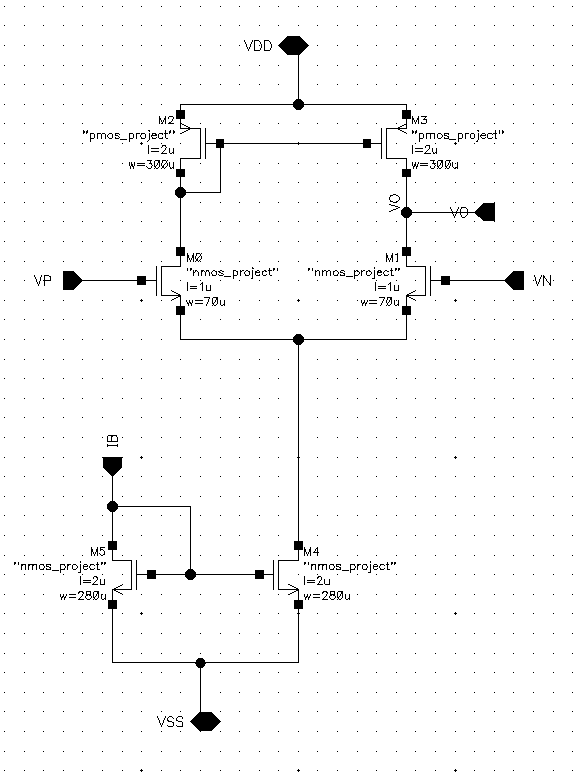 VDD
M2
"pmos_project"
l=2u
w=300u
M3
"pmos_project"
l=2u
w=300u
VO
VO
M0
"nmos_project"
l=1u
w=70u
M1
"nmos_project"
l=1u
w=70u
VP
VN
IB
M5
"nmos_project"
l=2u
w=280u
M4
"nmos_project"
l=2u
w=280u
VSS